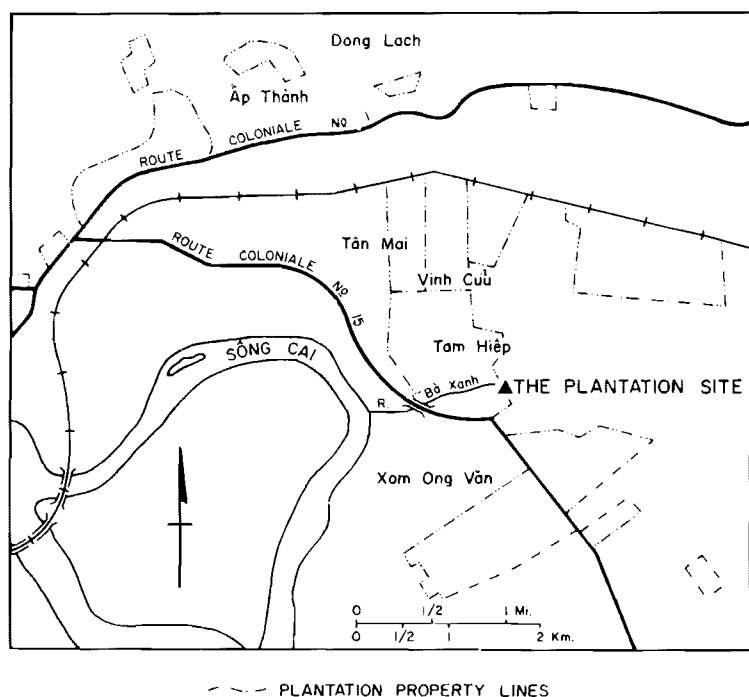 Dong Lach
Ấp Thành
ROUTE COLONIALE Nº
ROUTE COLONIALE Nº 15
Tân Mai
Vinh Cửu
Tam Hiệp
SÔNG CAI
R. Bà Xanh
▲THE PLANTATION SITE
Xom Ong Văn
0 1/2 1 Mi.
0 1/2 1 2 Km.
PLANTATION PROPERTY LINES